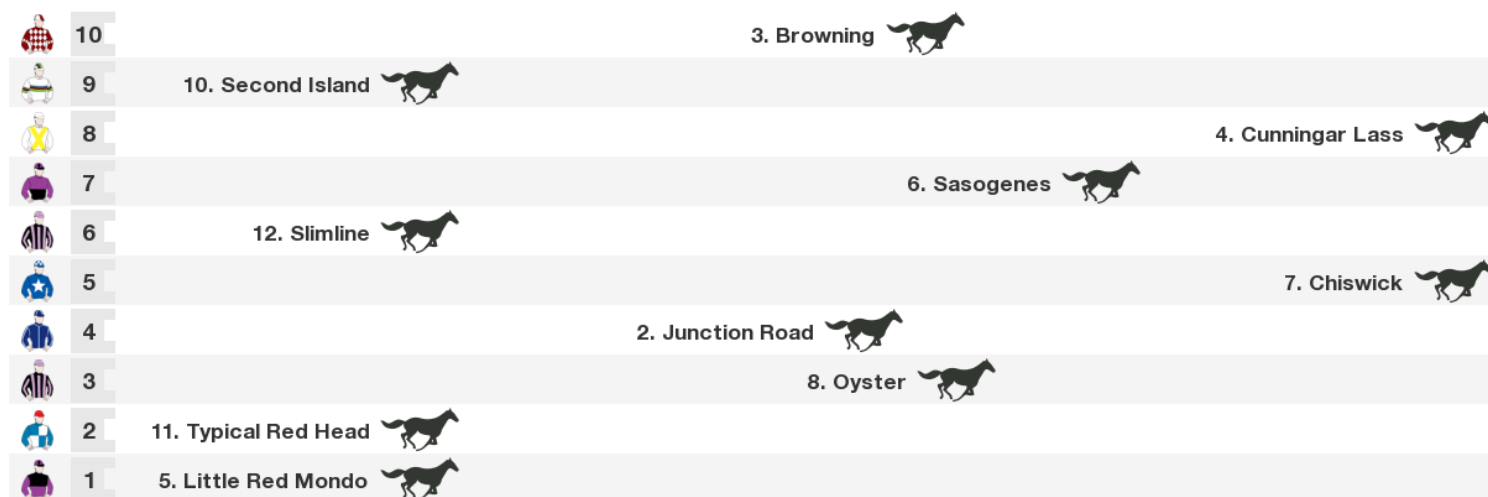 10 3. Browning
9 10. Second Island
8 4. Cunningar Lass
7 6. Sasogenes
6 12. Slimline
5 7. Chiswick
4 2. Junction Road
3 8. Oyster
2 11. Typical Red Head
1 5. Little Red Mondo